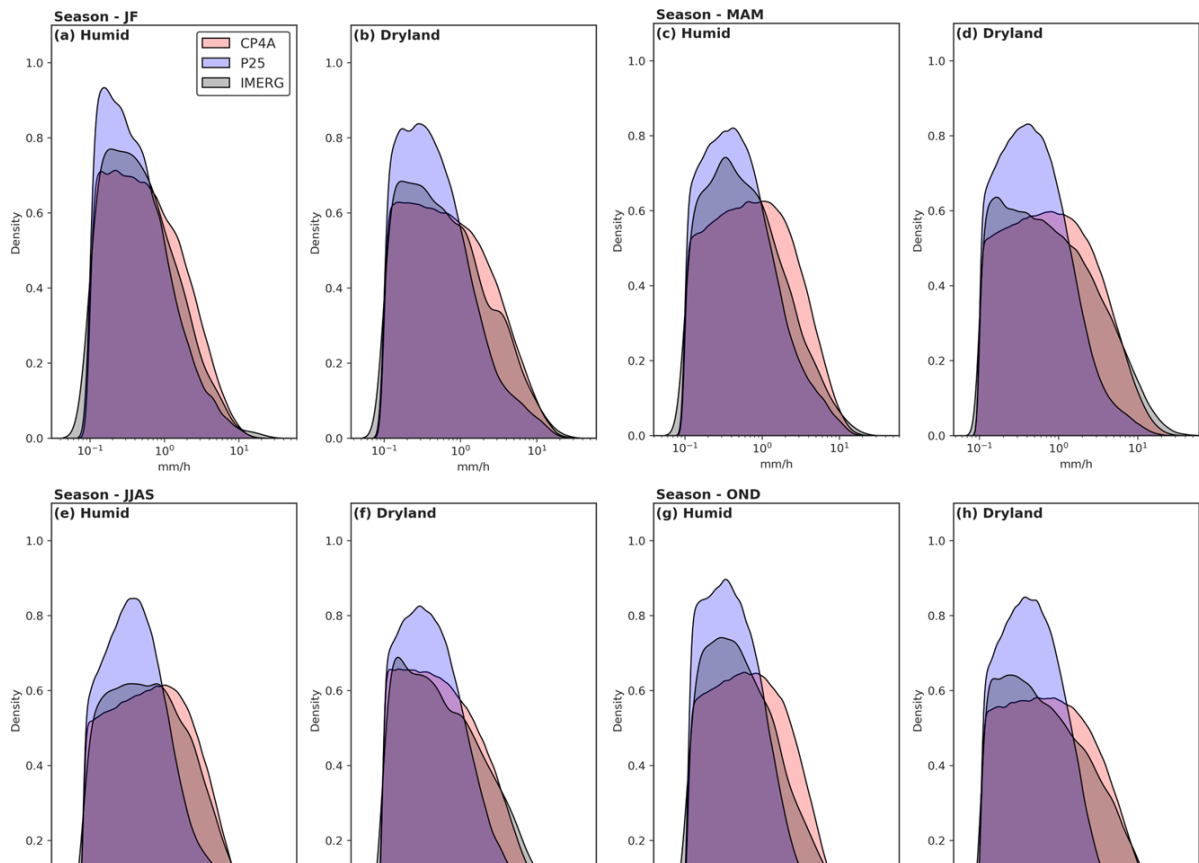 Season - JF
Season - MAM
(a) Humid
(b) Dryland
(c) Humid
(d) Dryland
CP4A
P25
IMERG
1.0
0.8
0.6
0.4
0.2
0.0
Density
10⁻¹
10⁰
10¹
mm/h
1.0
0.8
0.6
0.4
0.2
0.0
Density
10⁻¹
10⁰
10¹
mm/h
1.0
0.8
0.6
0.4
0.2
0.0
Density
10⁻¹
10⁰
10¹
mm/h
1.0
0.8
0.6
0.4
0.2
0.0
Density
10⁻¹
10⁰
10¹
mm/h
Season - JJAS
Season - OND
(e) Humid
(f) Dryland
(g) Humid
(h) Dryland
1.0
0.8
0.6
0.4
0.2
Density
1.0
0.8
0.6
0.4
0.2
Density
1.0
0.8
0.6
0.4
0.2
Density
1.0
0.8
0.6
0.4
0.2
Density